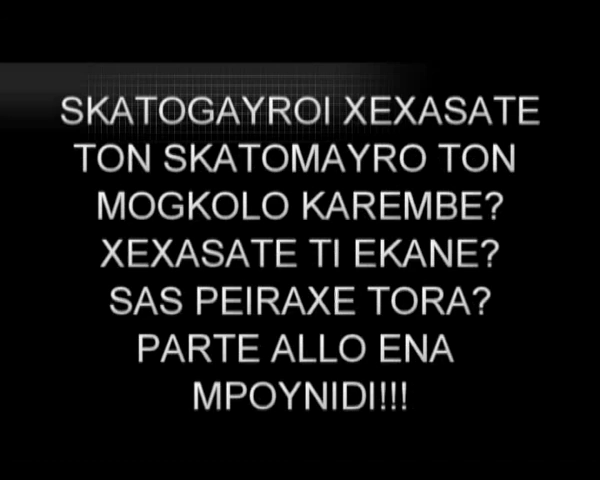 SKATOGAYROI XEXASATE
TON SKATOMAYRO TON
MOGKOLO KAREMBE?
XEXASATE TI EKANE?
SAS PEIRAXE TORA?
PARTE ALLO ENA
MPOYNIDI!!!